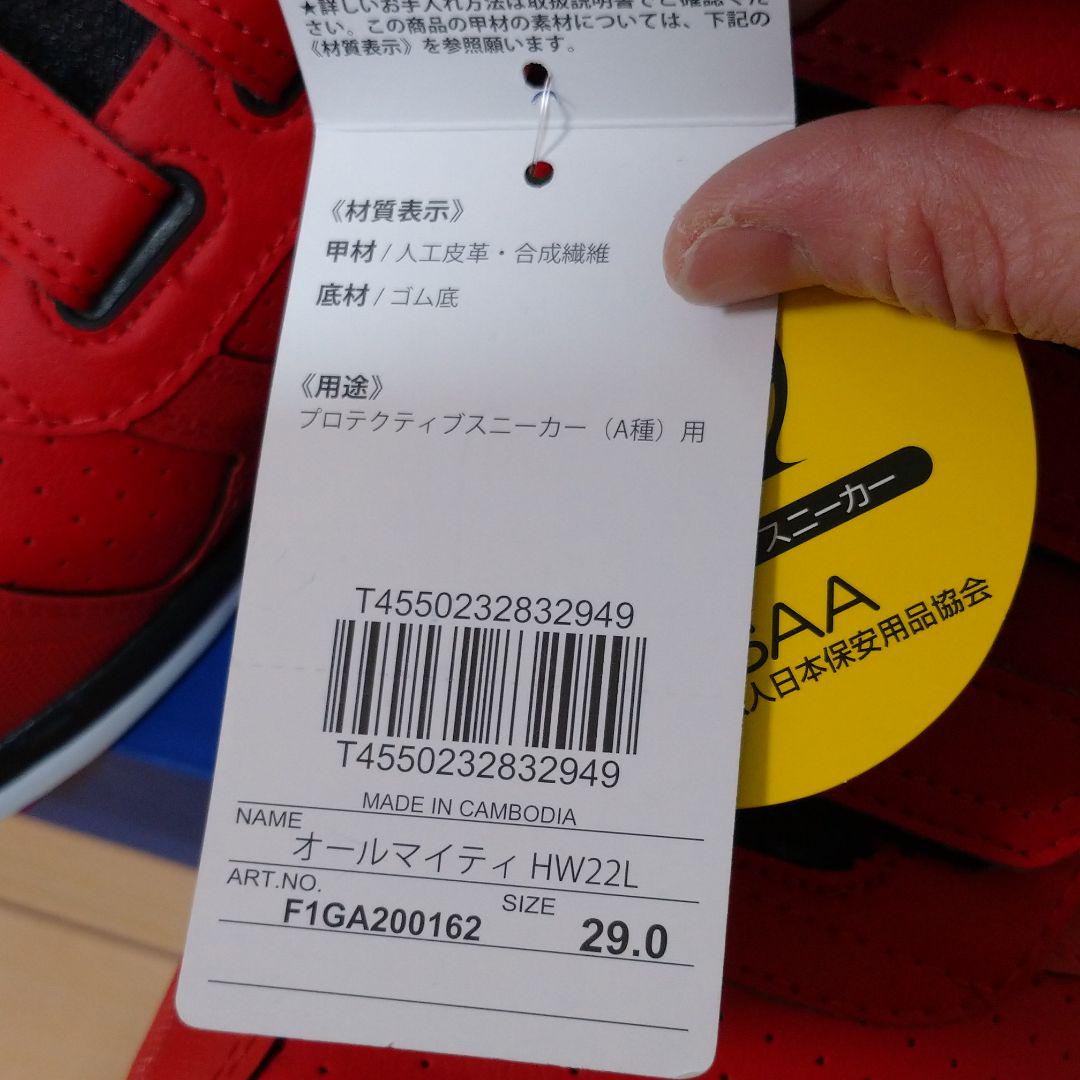 ★詳しいお手入れ方法は取扱説明書でご確認くだ
さい。この商品の甲材の素材については、下記の
《材質表示》を参照願います。
《材質表示》
甲材 / 人工皮革・合成繊維
底材 / ゴム底
《用途》
プロテクティブスニーカー（A種）用
T4550232832949
T4550232832949
MADE IN CAMBODIA
NAME
オールマイティ HW22L
ART.NO.
F1GA200162
SIZE
29.0
スニーカー
SAA
人日本保安用品協会